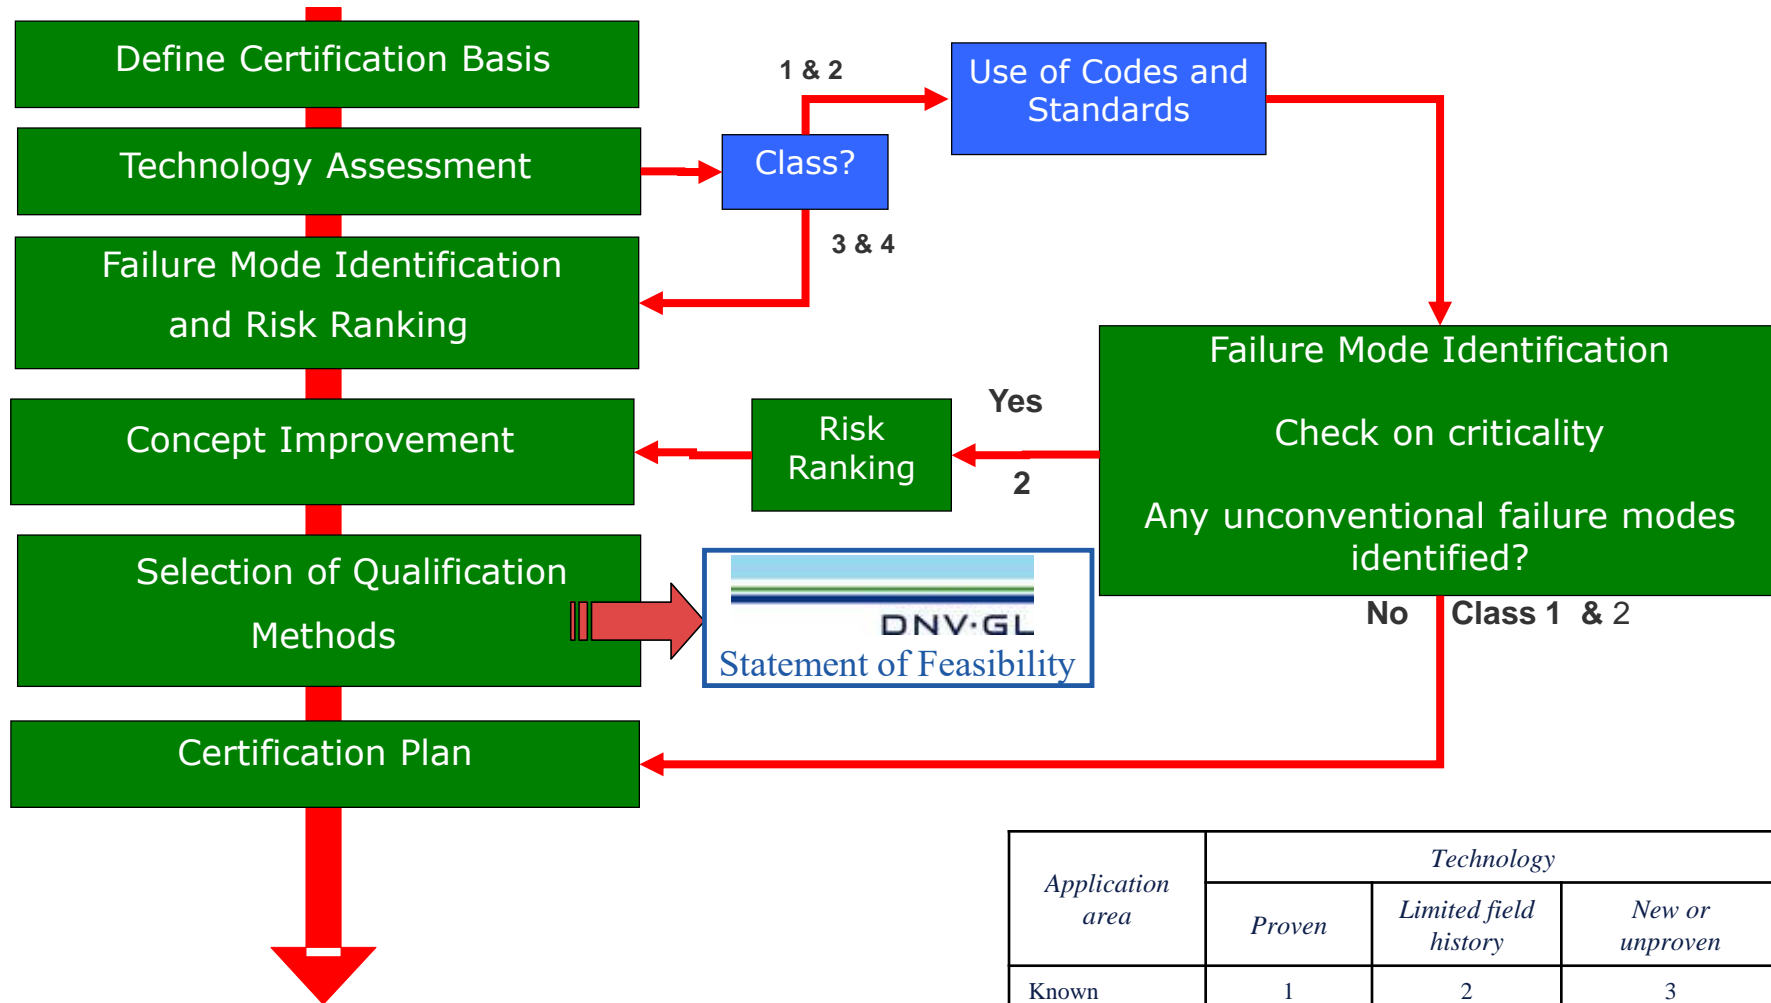 Define Certification Basis
Technology Assessment
Failure Mode Identification
and Risk Ranking
Concept Improvement
Selection of Qualification
Methods
Certification Plan
1 & 2
Class?
3 & 4
Use of Codes and
Standards
Failure Mode Identification
Check on criticality
Any unconventional failure modes
identified?
Yes
2
Risk
Ranking
No Class 1 & 2
DNV·GL
Statement of Feasibility
Application
area
Technology
Proven
Limited field
history
New or
unproven
Known 1 2 3